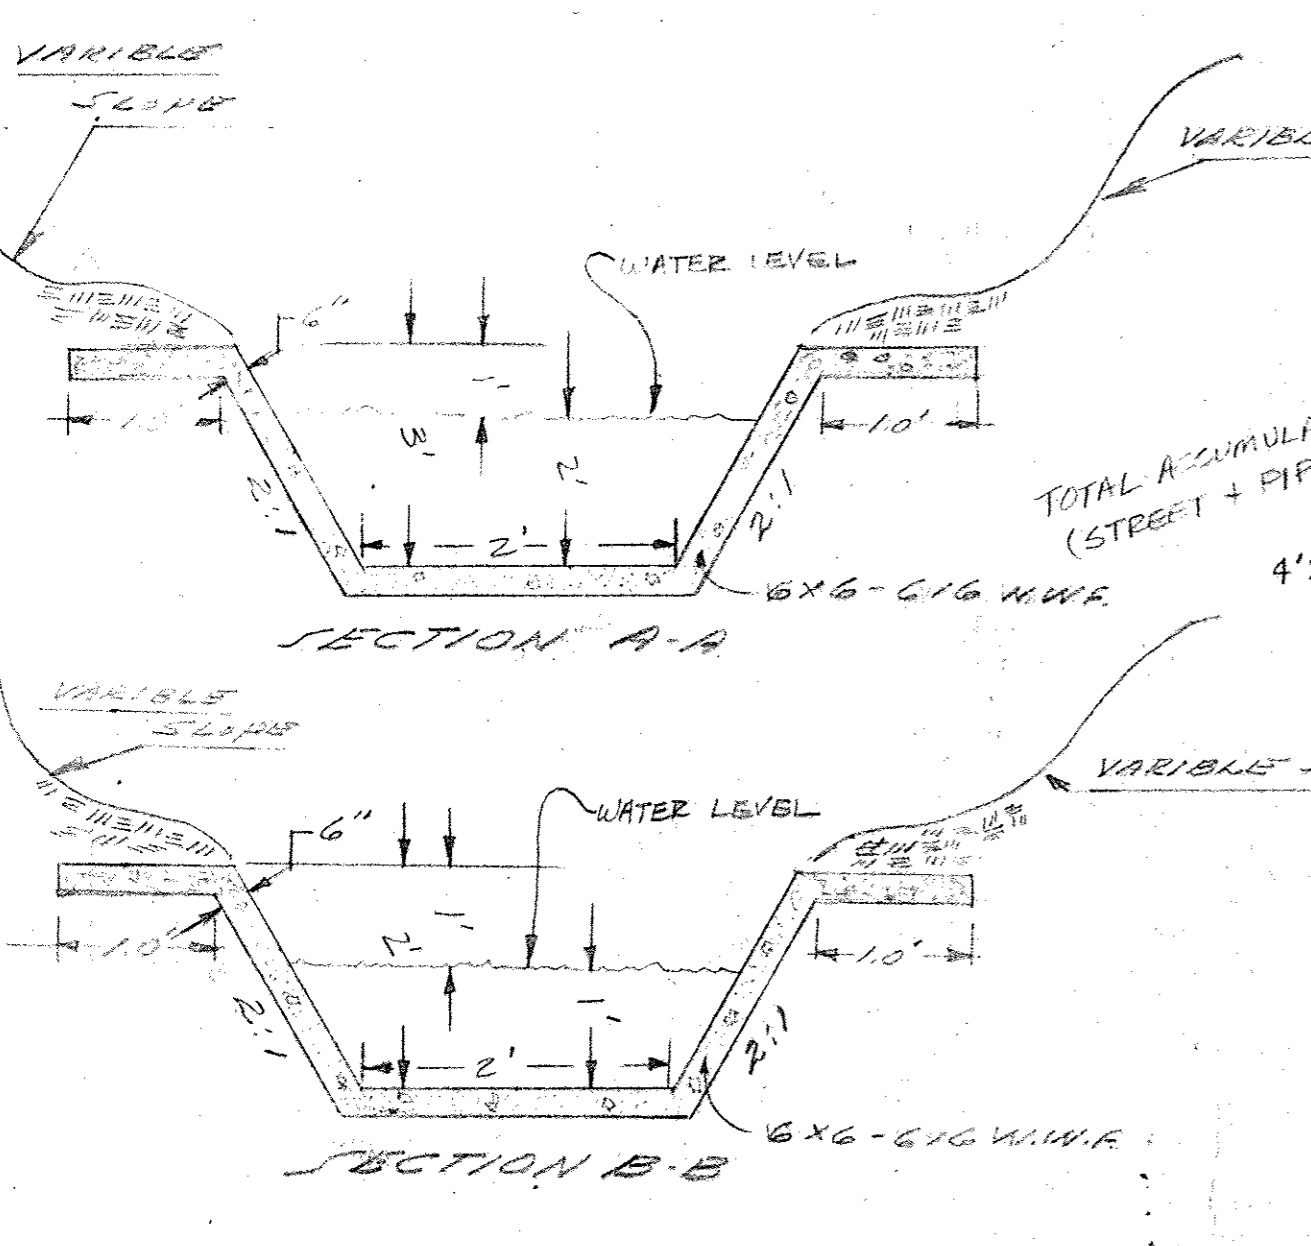 VARIBLE
SLOPE
VARIBL
WATER LEVEL
6"
1'
3'
2'
1.0'
1.0'
2:1
2:1
2'
TOTAL ACCUMULA
(STREET + PIP
4'
6X6-6/6 W.W.F.
SECTION A-A
VARIBLE
SLOPE
VARIBLE
WATER LEVEL
6"
1'
2'
1.0'
1.0'
1'
2:1
2:1
2'
6X6-6/6 W.W.F.
SECTION B-B